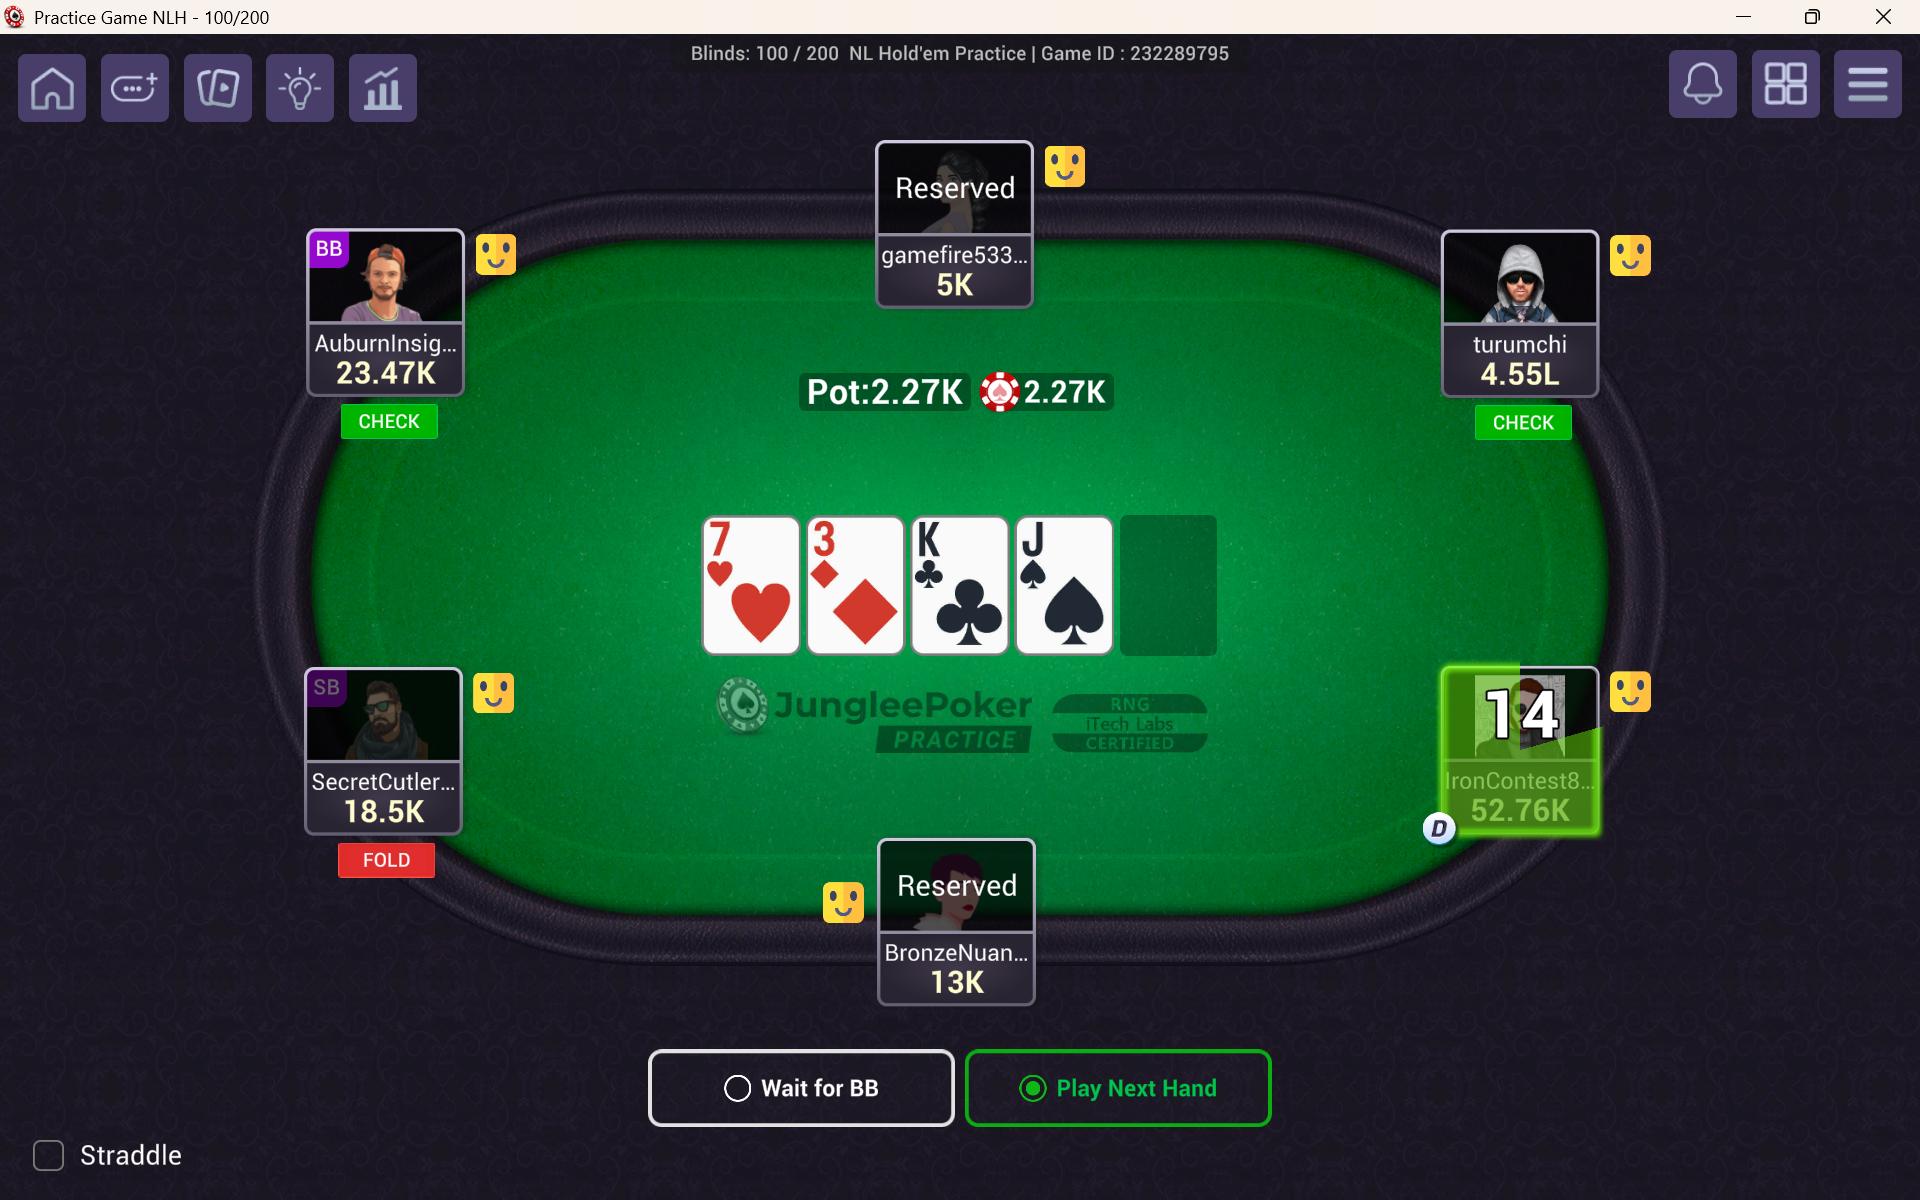 Practice Game NLH - 100/200
Blinds: 100 / 200 NL Hold'em Practice | Game ID : 232289795
Reserved
gamefire533...
5K
BB
AuburnInsig...
23.47K
CHECK
turumchi
4.55L
CHECK
Pot:2.27K 2.27K
7 3 K J
JungleePoker
PRACTICE
RNG
iTech Labs
CERTIFIED
SB
SecretCutler...
18.5K
FOLD
14
IronContest8...
52.76K
D
Reserved
BronzeNuan...
13K
Wait for BB
Play Next Hand
Straddle